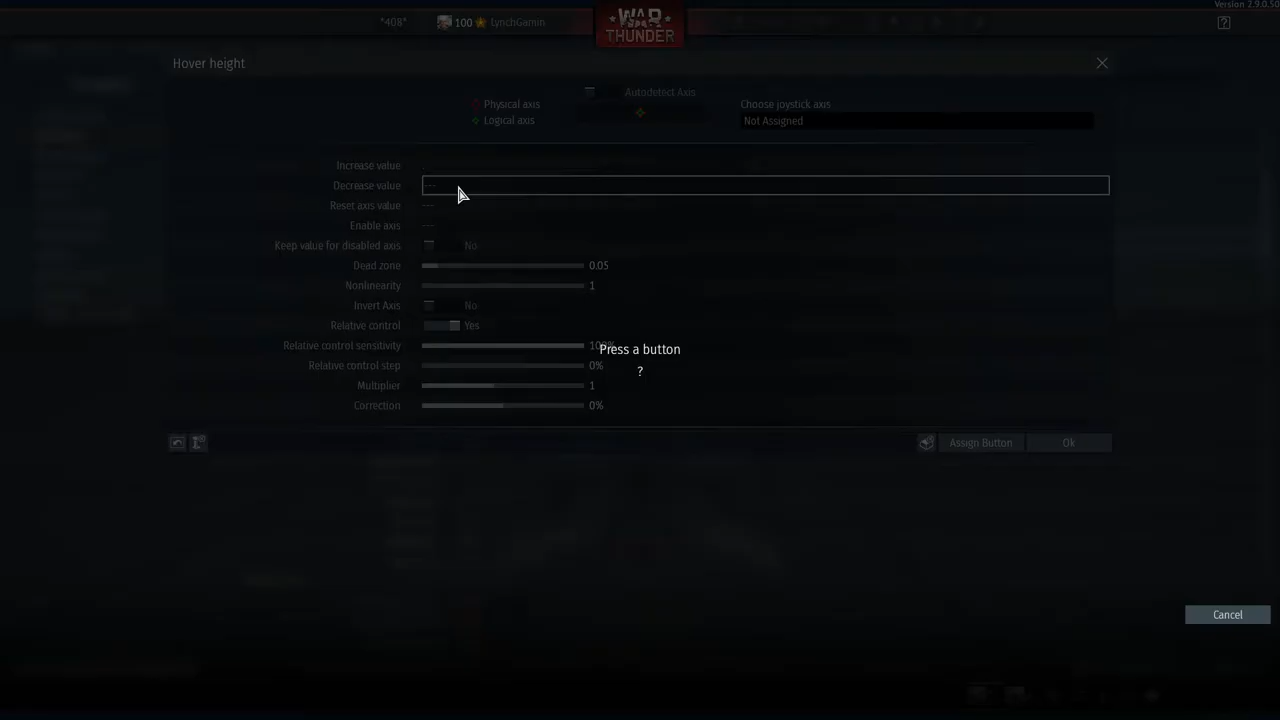 Version 2.9.0.50
*408*
100 LynchGamin
WAR THUNDER
?
Hover height
Autodetect Axis
Physical axis
Logical axis
Choose joystick axis
Not Assigned
Increase value
Decrease value ---
Reset axis value ---
Enable axis ---
Keep value for disabled axis No
Dead zone 0.05
Nonlinearity 1
Invert Axis No
Relative control Yes
Relative control sensitivity 100%
Press a button
?
Relative control step 0%
Multiplier 1
Correction 0%
Assign Button
Ok
Cancel